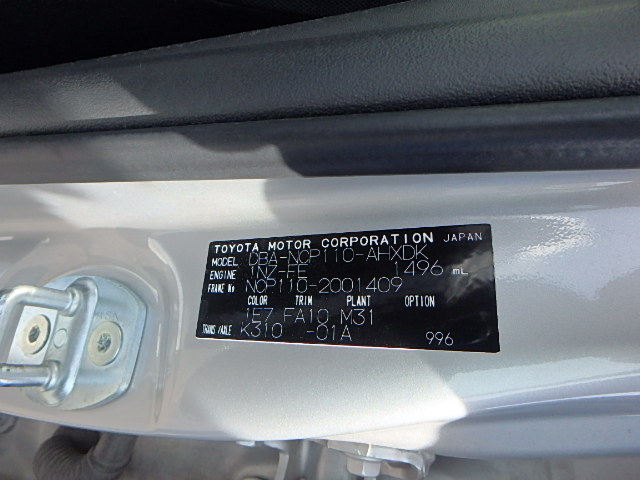 TOYOTA MOTOR CORPORATION JAPAN
MODEL DBA-NCP110-AHXDK
ENGINE 1NZ-FE 1496 mL
FRAME No NCP110-2001409
COLOR TRIM PLANT OPTION
1E7 FA10 M31
TRANS/AXLE K310 -01A 996